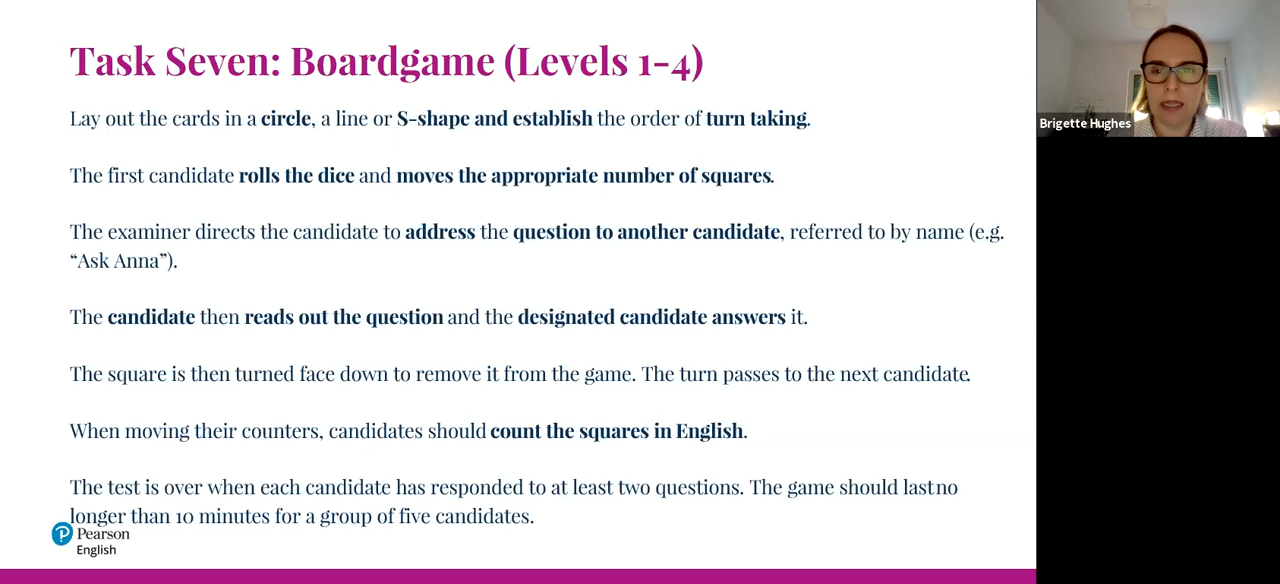 Task Seven: Boardgame (Levels 1-4)
Lay out the cards in a circle, a line or S-shape and establish the order of turn taking.
The first candidate rolls the dice and moves the appropriate number of squares.
The examiner directs the candidate to address the question to another candidate, referred to by name (e.g.
“Ask Anna”).
The candidate then reads out the question and the designated candidate answers it.
The square is then turned face down to remove it from the game. The turn passes to the next candidate.
When moving their counters, candidates should count the squares in English.
The test is over when each candidate has responded to at least two questions. The game should last no
longer than 10 minutes for a group of five candidates.
P Pearson
English
Brigette Hughes